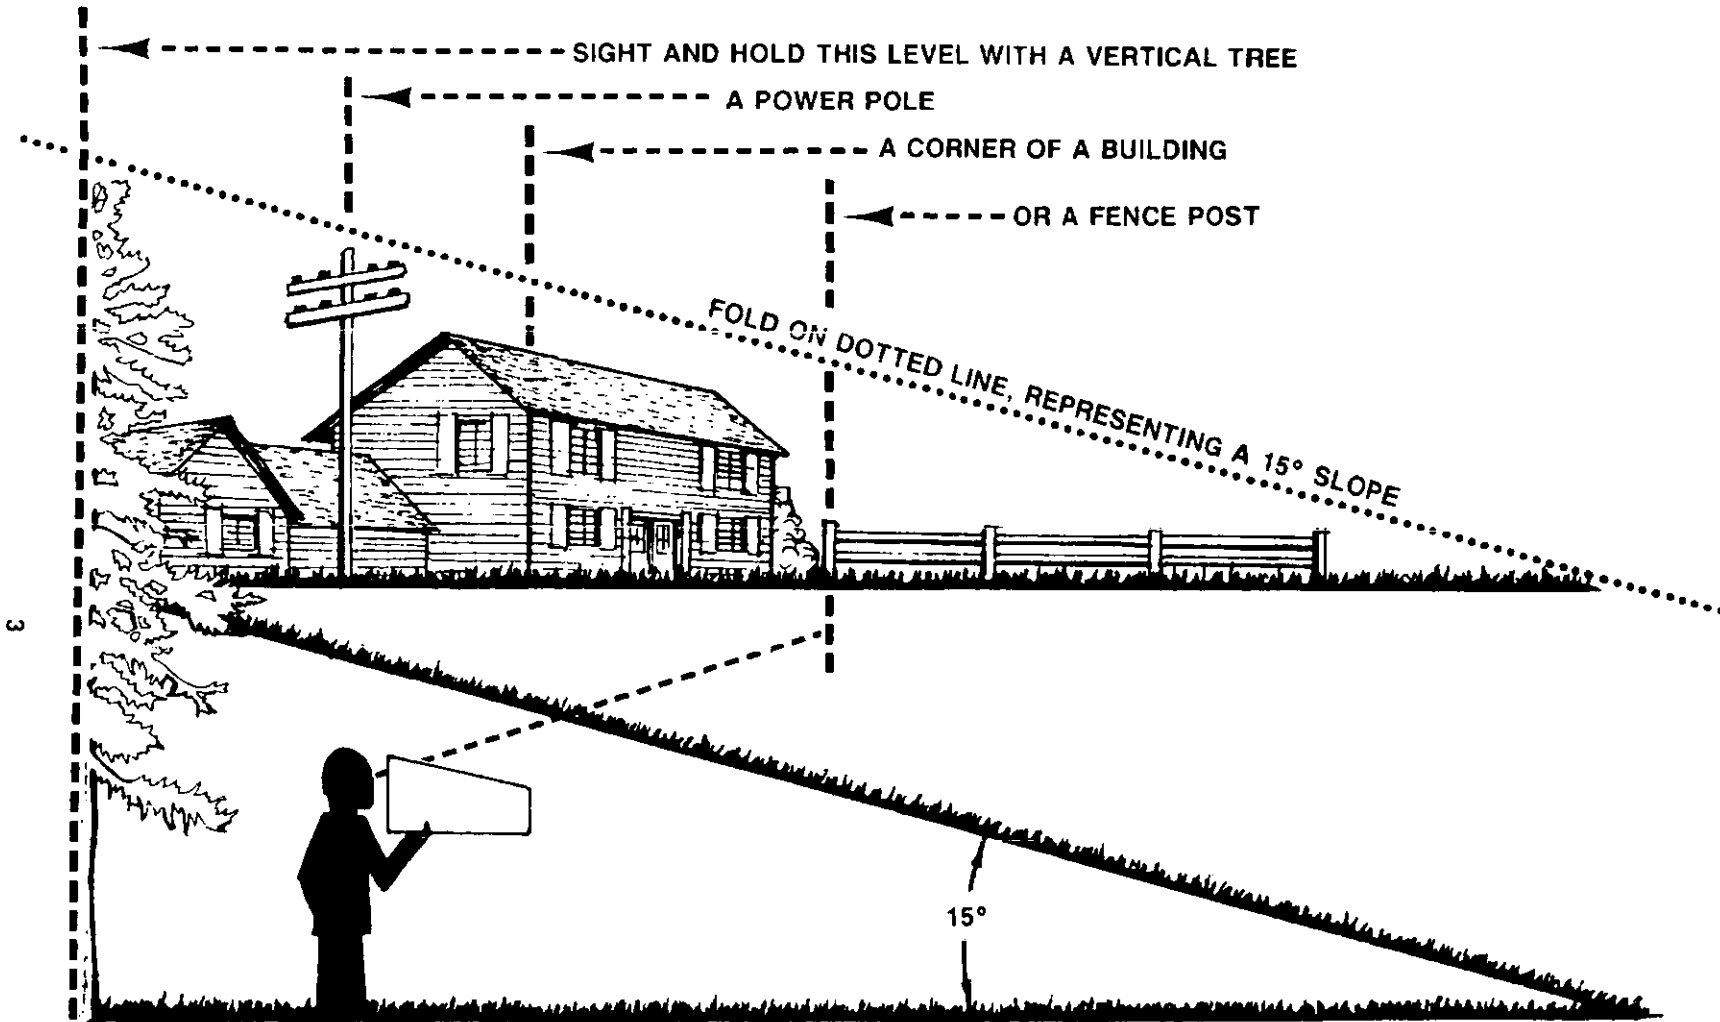 SIGHT AND HOLD THIS LEVEL WITH A VERTICAL TREE
A POWER POLE
A CORNER OF A BUILDING
OR A FENCE POST
FOLD ON DOTTED LINE, REPRESENTING A 15° SLOPE
3
15°